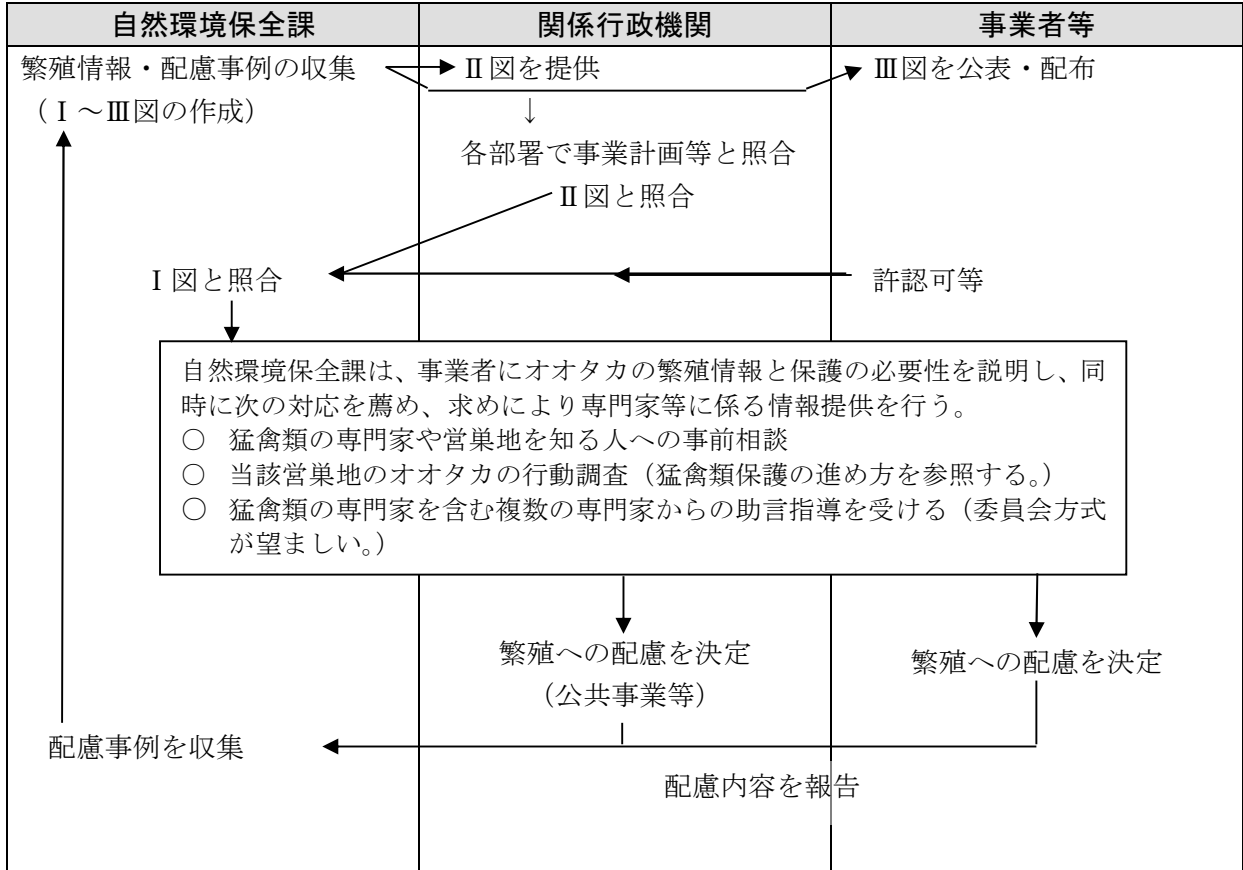 自然環境保全課
関係行政機関
事業者等
繁殖情報・配慮事例の収集
Ⅱ図を提供
Ⅲ図を公表・配布
（Ⅰ～Ⅲ図の作成）
↓
各部署で事業計画等と照合
Ⅱ図と照合
Ⅰ図と照合
許認可等
自然環境保全課は、事業者にオオタカの繁殖情報と保護の必要性を説明し、同
時に次の対応を薦め、求めにより専門家等に係る情報提供を行う。
○ 猛禽類の専門家や営巣地を知る人への事前相談
○ 当該営巣地のオオタカの行動調査（猛禽類保護の進め方を参照する。）
○ 猛禽類の専門家を含む複数の専門家からの助言指導を受ける（委員会方式
が望ましい。）
繁殖への配慮を決定
（公共事業等）
繁殖への配慮を決定
配慮事例を収集
配慮内容を報告